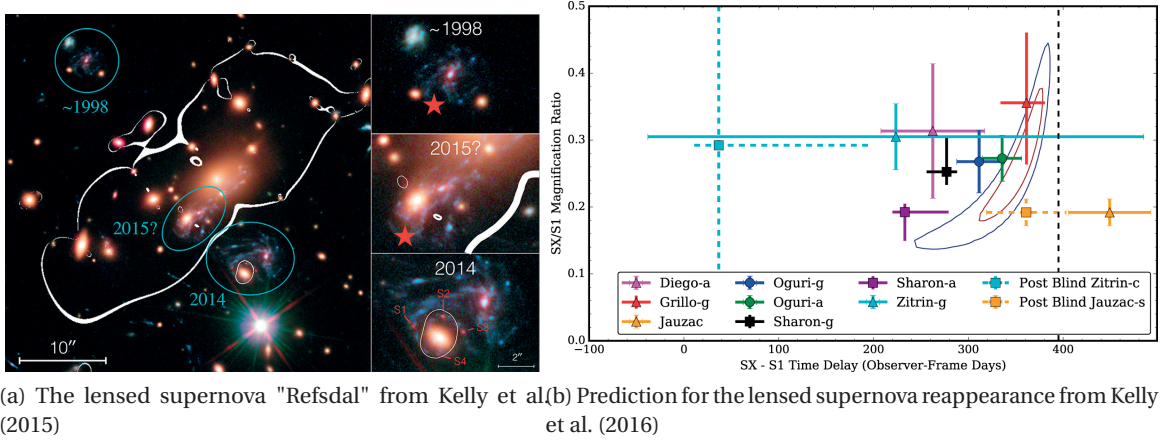 ~1998
2015?
2014
10"
~1998
2015?
2014
S1
S2
S3
S4
2"
SX/S1 Magnification Ratio
0.5
0.4
0.3
0.2
0.1
0.0
Diego-a
Grillo-g
Jauzac
Oguri-g
Oguri-a
Sharon-g
Sharon-a
Zitrin-g
Post Blind Zitrin-c
Post Blind Jauzac-s
−100
0
100
200
300
400
SX - S1 Time Delay (Observer-Frame Days)
(a) The lensed supernova "Refsdal" from Kelly et al.
(2015)
(b) Prediction for the lensed supernova reappearance from Kelly
et al. (2016)